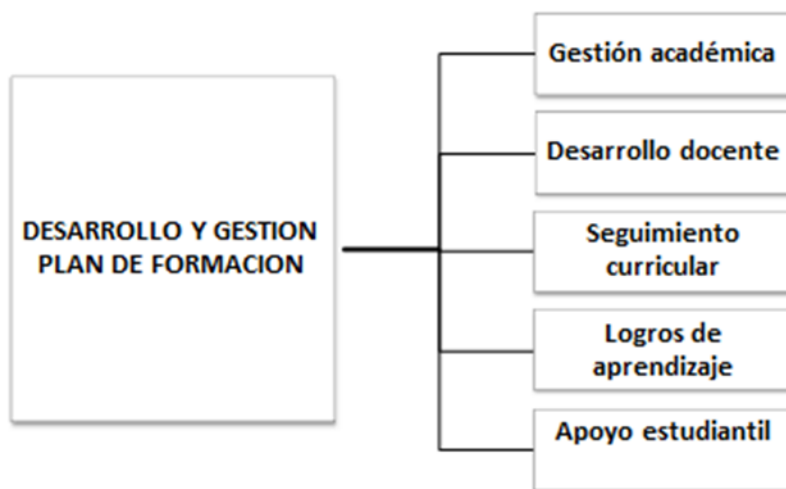 DESARROLLO Y GESTION
PLAN DE FORMACION
Gestión académica
Desarrollo docente
Seguimiento
curricular
Logros de
aprendizaje
Apoyo estudiantil